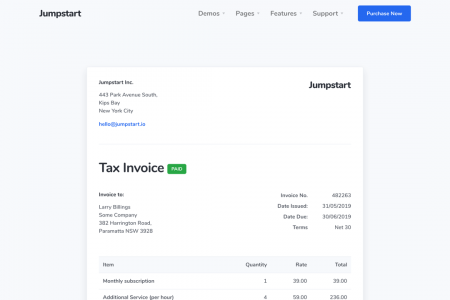 Jumpstart Demos Pages Features Support Purchase Now
Jumpstart Inc. Jumpstart
443 Park Avenue South,
Kips Bay
New York City
hello@jumpstart.io
Tax Invoice PAID
Invoice to:
Larry Billings
Some Company
382 Harrington Road,
Paramatta NSW 3928
Invoice No. 482263
Date Issued: 31/05/2019
Date Due: 30/06/2019
Terms Net 30
Item Quantity Rate Total
Monthly subscription 1 39.00 39.00
Additional Service (per hour) 4 59.00 236.00